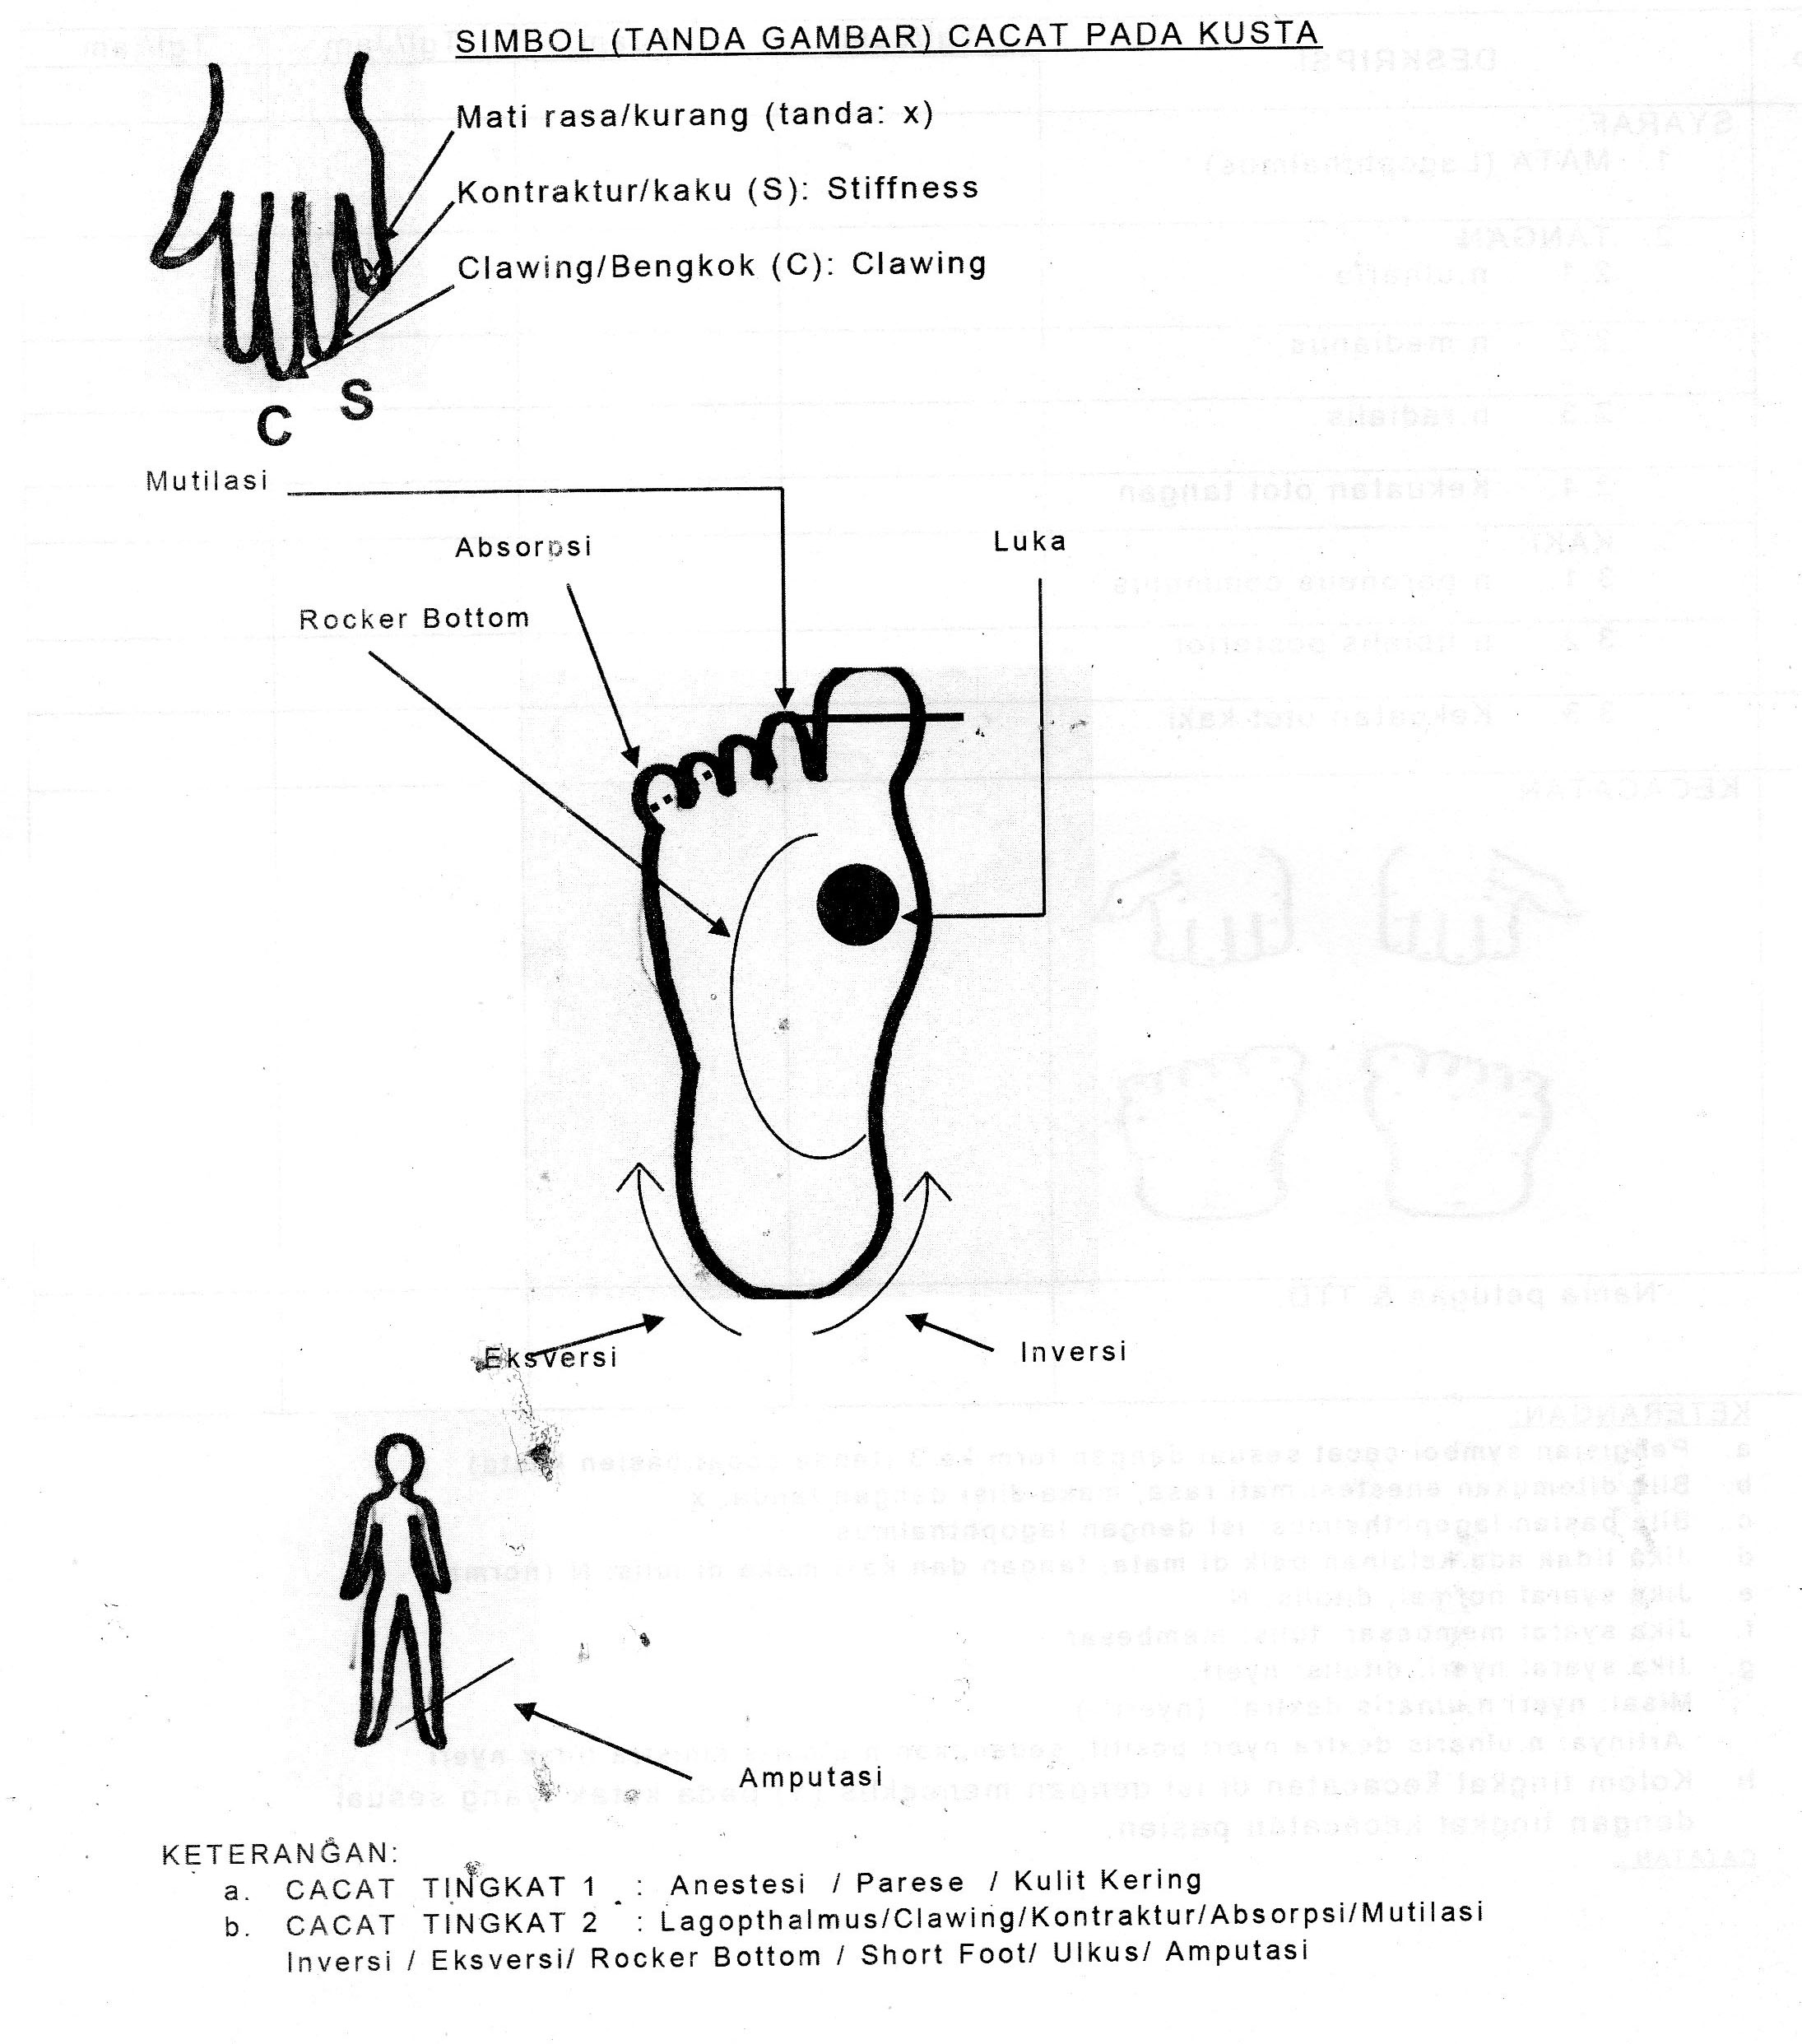 SIMBOL (TANDA GAMBAR) CACAT PADA KUSTA
Mati rasa/kurang (tanda: x)
Kontraktur/kaku (S): Stiffness
Clawing/Bengkok (C): Clawing
S
C
Mutilasi
Absorpsi
Luka
Rocker Bottom
Eksversi
Inversi
Amputasi
KETERANGAN:
a. CACAT TINGKAT 1 : Anestesi / Parese / Kulit Kering
b. CACAT TINGKAT 2 : Lagopthalmus/Clawing/Kontraktur/Absorpsi/Mutilasi
Inversi / Eksversi/ Rocker Bottom / Short Foot/ Ulkus/ Amputasi